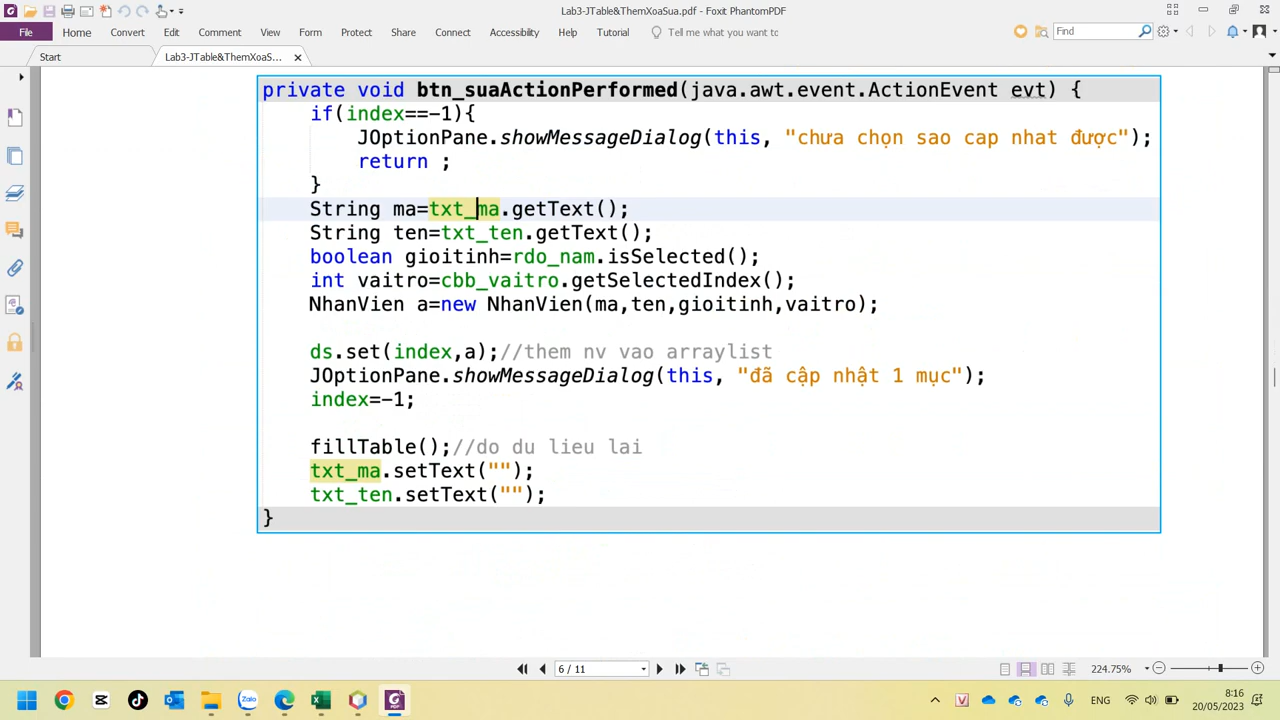 Lab3-JTable&ThemXoaSua.pdf - Foxit PhantomPDF
File Home Convert Edit Comment View Form Protect Share Connect Accessibility Help Tutorial Tell me what you want to Find
Start Lab3-JTable&ThemXoaS...
private void btn_suaActionPerformed(java.awt.event.ActionEvent evt) {
if(index==-1){
JOptionPane.showMessageDialog(this, "chưa chọn sao cap nhat được");
return ;
}
String ma=txt_ma.getText();
String ten=txt_ten.getText();
boolean gioitinh=rdo_nam.isSelected();
int vaitro=cbb_vaitro.getSelectedIndex();
NhanVien a=new NhanVien(ma,ten,gioitinh,vaitro);
ds.set(index,a);//them nv vao arraylist
JOptionPane.showMessageDialog(this, "đã cập nhật 1 mục");
index=-1;
fillTable();//do du lieu lai
txt_ma.setText("");
txt_ten.setText("");
}
6 / 11 224.75%
Zalo ENG 8:16
20/05/2023